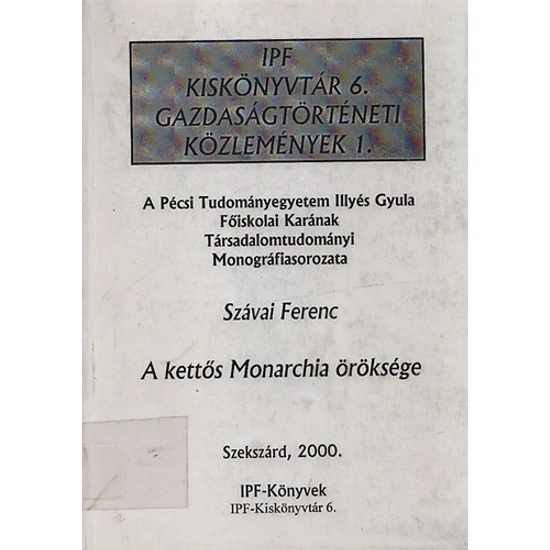 IPF
KISKÖNYVTÁR 6.
GAZDASÁGTÖRTÉNETI
KÖZLEMÉNYEK 1.
A Pécsi Tudományegyetem Illyés Gyula
Főiskolai Karának
Társadalomtudományi
Monográfiasorozata
Szávai Ferenc
A kettős Monarchia öröksége
Szekszárd, 2000.
IPF-Könyvek
IPF-Kiskönyvtár 6.